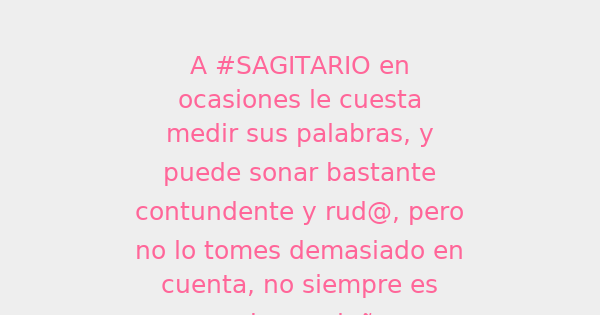 A #SAGITARIO en
ocasiones le cuesta
medir sus palabras, y
puede sonar bastante
contundente y rud@, pero
no lo tomes demasiado en
cuenta, no siempre es